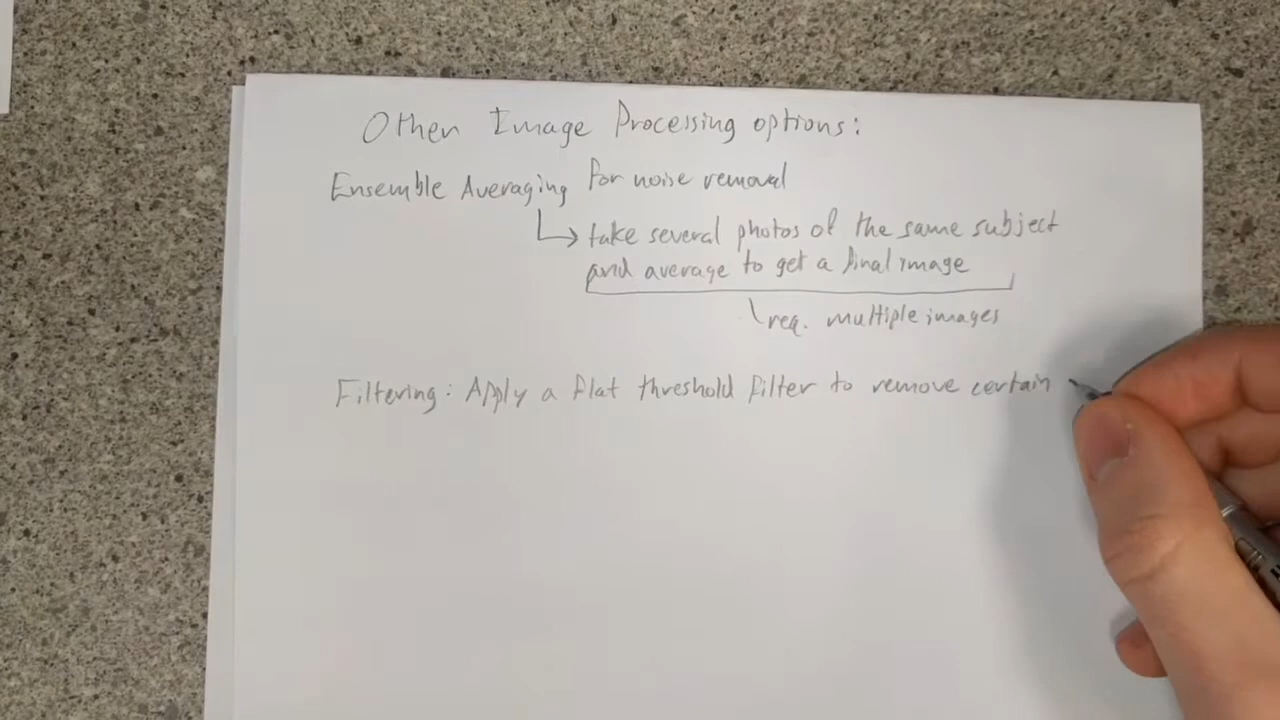 Other Image Processing options:
Ensemble Averaging for noise removal
take several photos of the same subject
and average to get a final image
req. multiple images
Filtering: Apply a flat threshold filter to remove certain